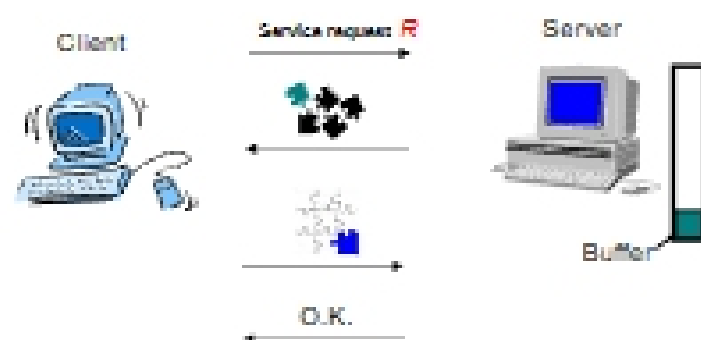 Client
Service request R
Server
Buffer
O.K.